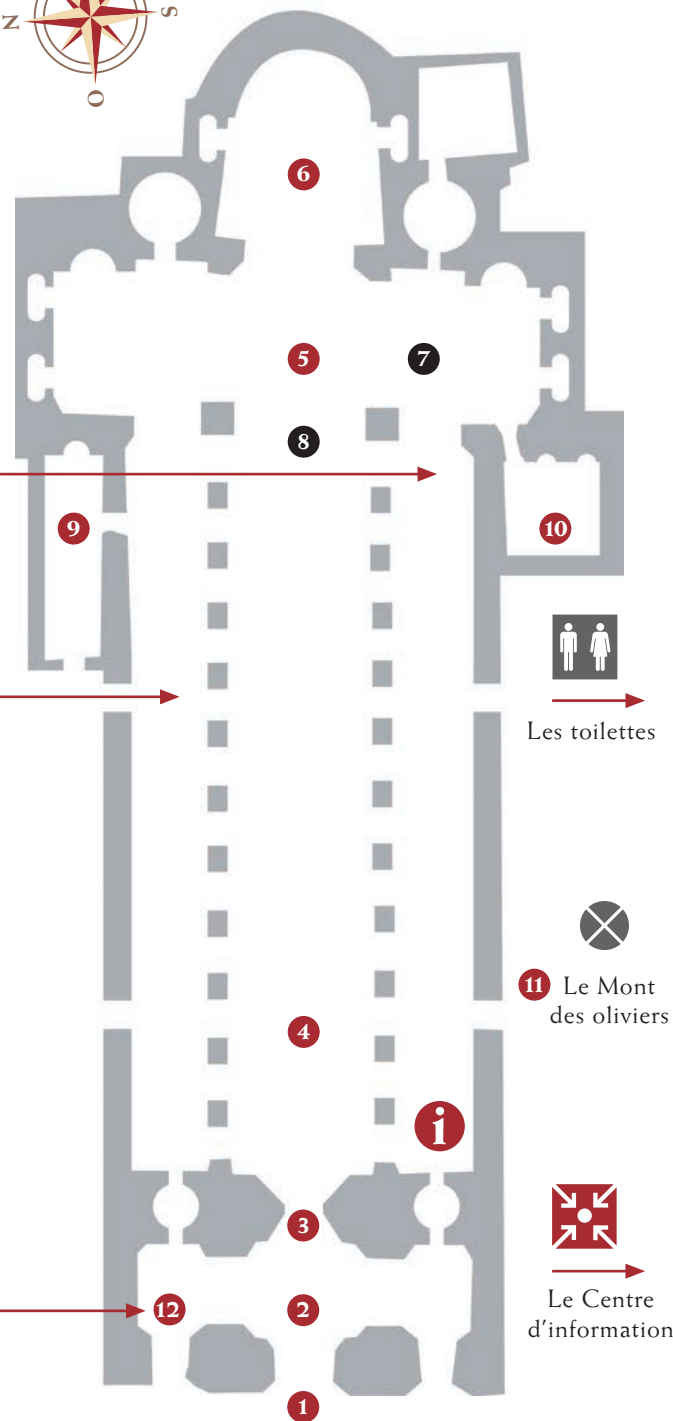 N
S
O
6
5
7
8
9
10
Les toilettes
11 Le Mont
des oliviers
4
i
3
Le Centre
d'information
12
2
1